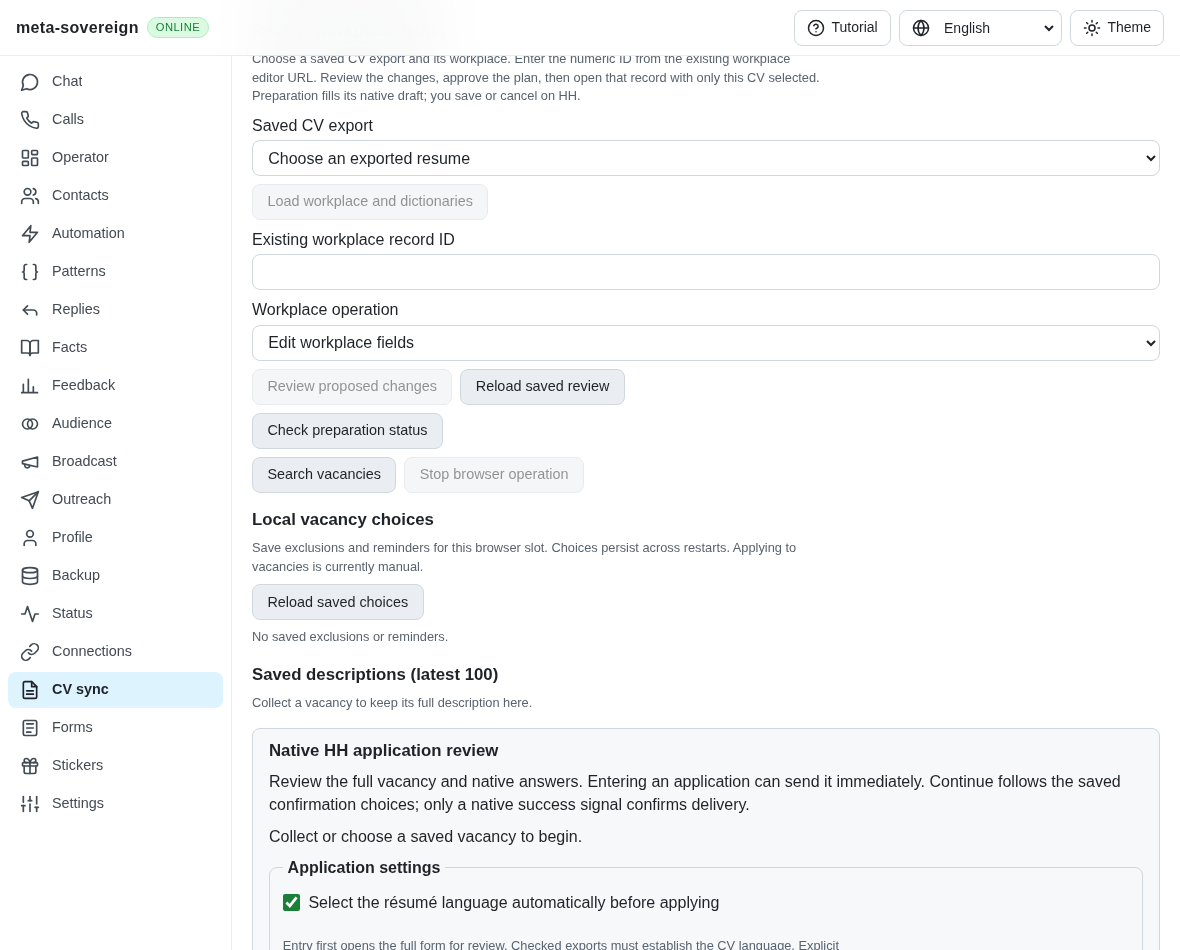 meta-sovereign ONLINE Tutorial English Theme
Chat
Calls
Operator
Contacts
Automation
Patterns
Replies
Facts
Feedback
Audience
Broadcast
Outreach
Profile
Backup
Status
Connections
CV sync
Forms
Stickers
Settings
Choose a saved CV export and its workplace. Enter the numeric ID from the existing workplace
editor URL. Review the changes, approve the plan, then open that record with only this CV selected.
Preparation fills its native draft; you save or cancel on HH.
Saved CV export
Choose an exported resume
Load workplace and dictionaries
Existing workplace record ID
Workplace operation
Edit workplace fields
Review proposed changes Reload saved review
Check preparation status
Search vacancies Stop browser operation
Local vacancy choices
Save exclusions and reminders for this browser slot. Choices persist across restarts. Applying to
vacancies is currently manual.
Reload saved choices
No saved exclusions or reminders.
Saved descriptions (latest 100)
Collect a vacancy to keep its full description here.
Native HH application review
Review the full vacancy and native answers. Entering an application can send it immediately. Continue follows the saved
confirmation choices; only a native success signal confirms delivery.
Collect or choose a saved vacancy to begin.
Application settings
Select the résumé language automatically before applying
Entry first opens the full form for review. Checked exports must establish the CV language. Explicit